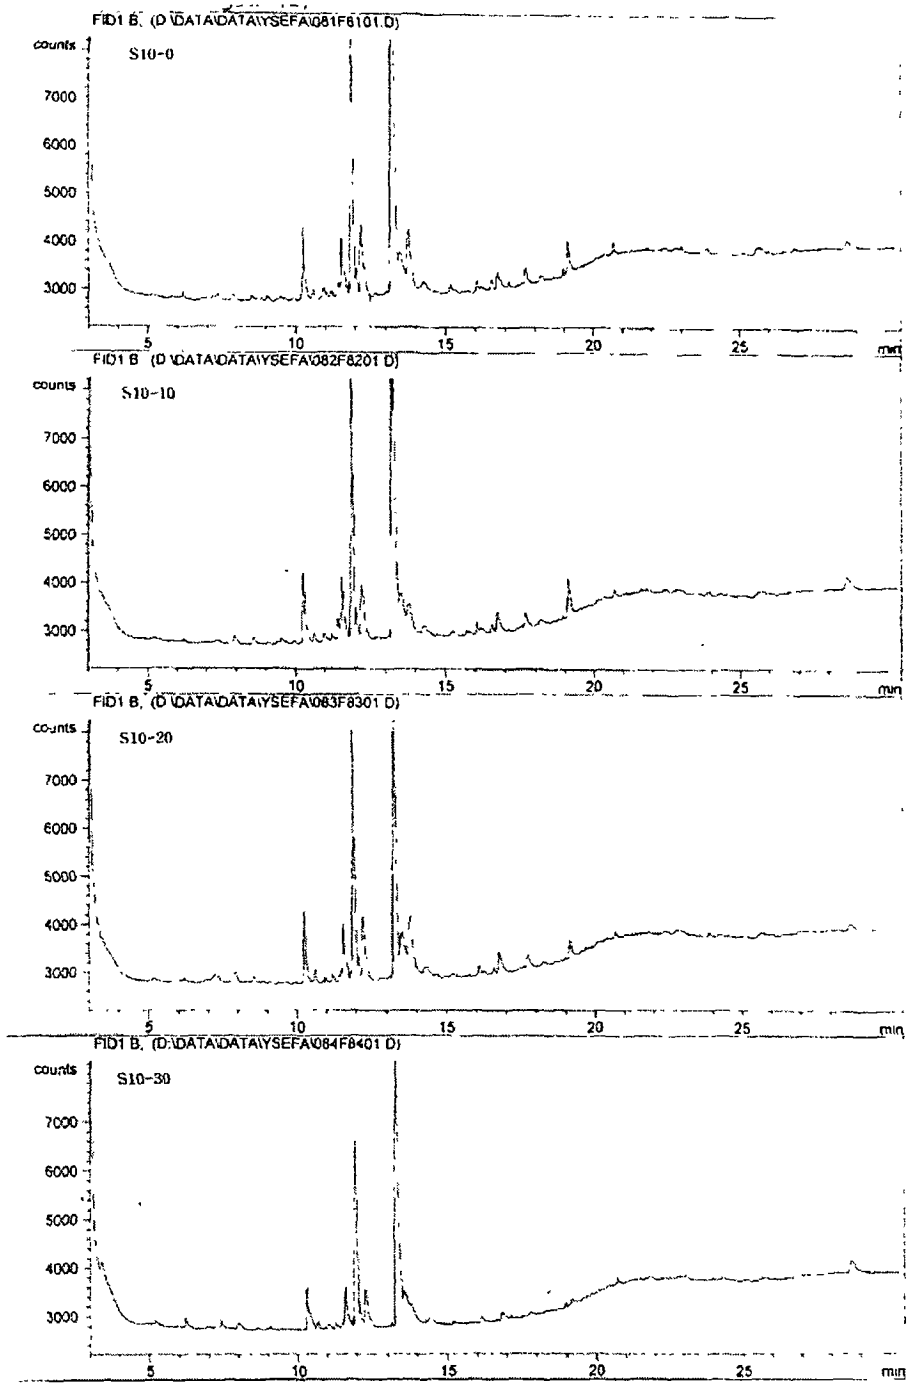 FID1 B, (D:\DATA\DATA\YSEFA\081F8101.D)
counts
S10-0
7000
6000
5000
4000
3000
5
10
15
20
25
min
FID1 B (D:\DATA\DATA\YSEFA\082F8201 D)
counts
S10-10
7000
6000
5000
4000
3000
5
10
15
20
25
min
FID1 B, (D:\DATA\DATA\YSEFA\083F8301 D)
counts
S10-20
7000
6000
5000
4000
3000
5
10
15
20
25
min
FID1 B, (D:\DATA\DATA\YSEFA\084F8401 D)
counts
S10-30
7000
6000
5000
4000
3000
5
10
15
20
25
min